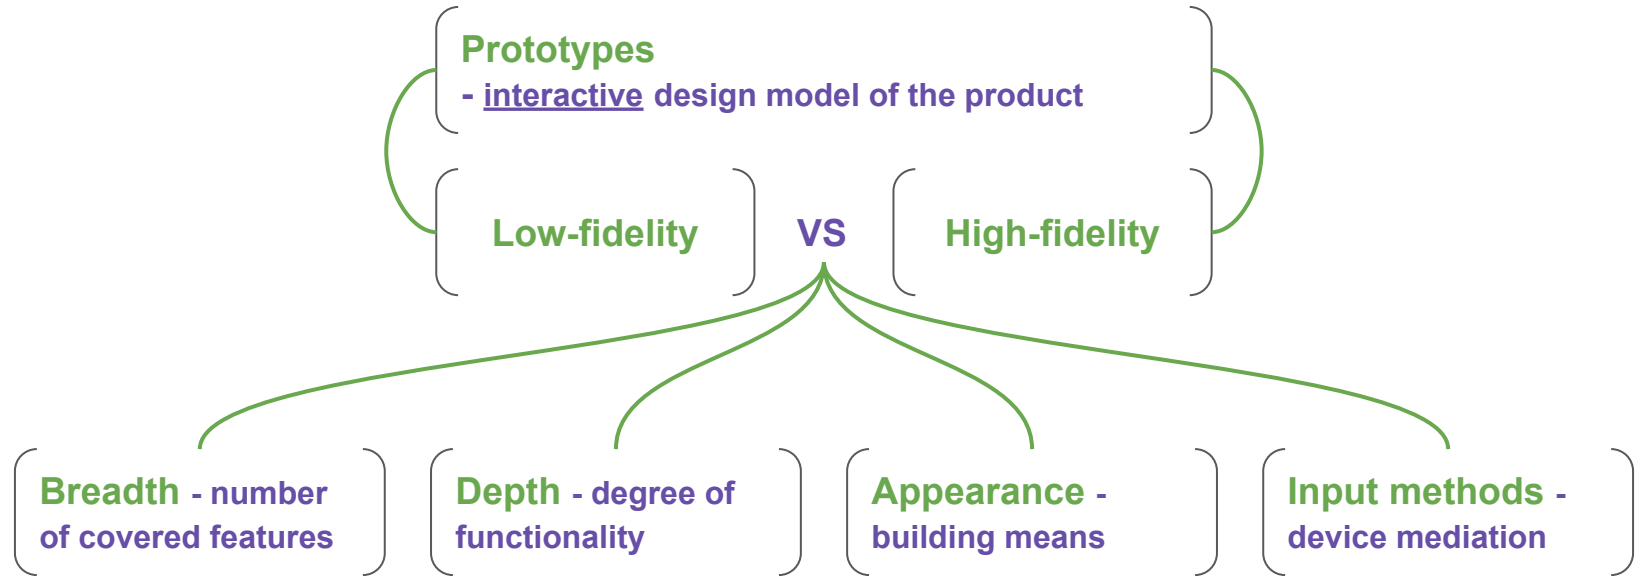 Prototypes
- interactive design model of the product
Low-fidelity
VS
High-fidelity
Breadth - number
of covered features
Depth - degree of
functionality
Appearance -
building means
Input methods -
device mediation